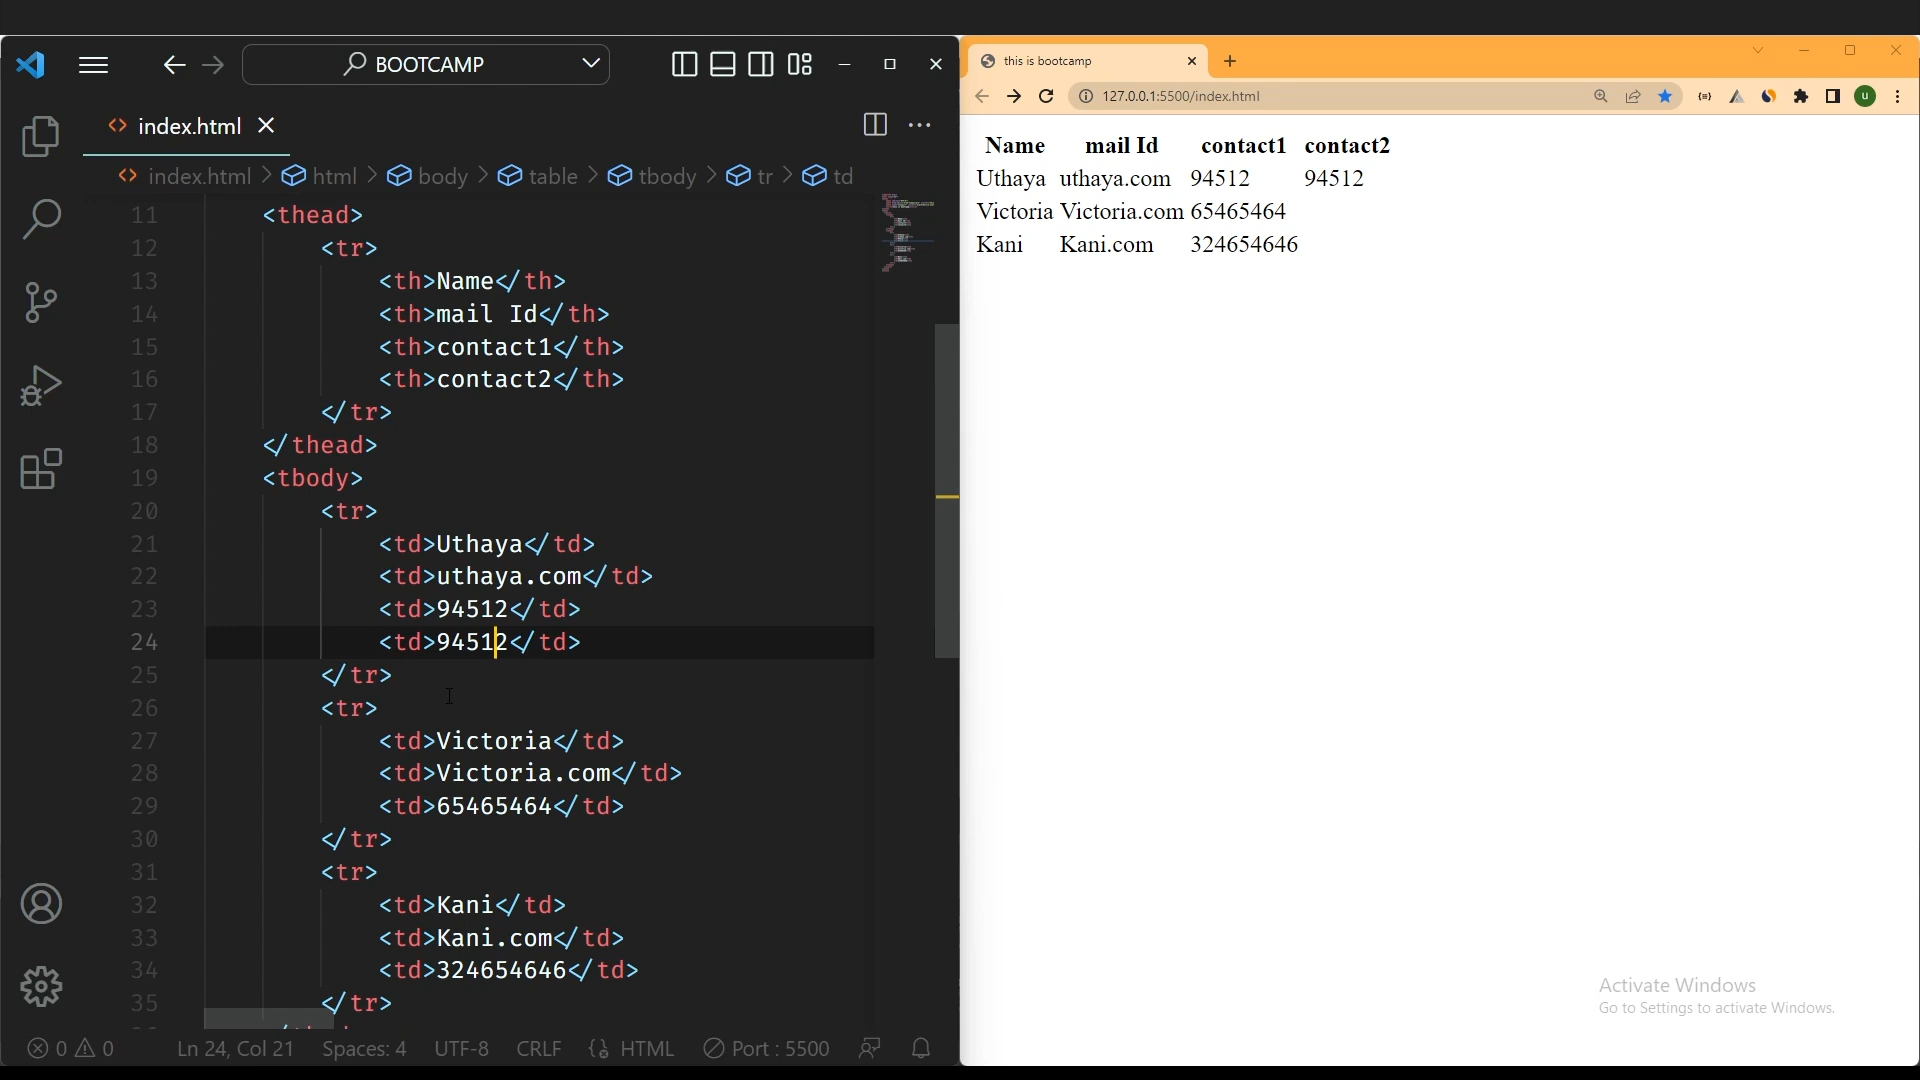 BOOTCAMP
index.html
index.html > html > body > table > tbody > tr > td
11 <thead>
12 <tr>
13 <th>Name</th>
14 <th>mail Id</th>
15 <th>contact1</th>
16 <th>contact2</th>
17 </tr>
18 </thead>
19 <tbody>
20 <tr>
21 <td>Uthaya</td>
22 <td>uthaya.com</td>
23 <td>94512</td>
24 <td>94512</td>
25 </tr>
26 <tr>
27 <td>Victoria</td>
28 <td>Victoria.com</td>
29 <td>65465464</td>
30 </tr>
31 <tr>
32 <td>Kani</td>
33 <td>Kani.com</td>
34 <td>324654646</td>
35 </tr>
0 0 Ln 24, Col 21 Spaces: 4 UTF-8 CRLF HTML Port : 5500
this is bootcamp
127.0.0.1:5500/index.html
U
Name mail Id contact1 contact2
Uthaya uthaya.com 94512 94512
Victoria Victoria.com 65465464
Kani Kani.com 324654646
Activate Windows
Go to Settings to activate Windows.